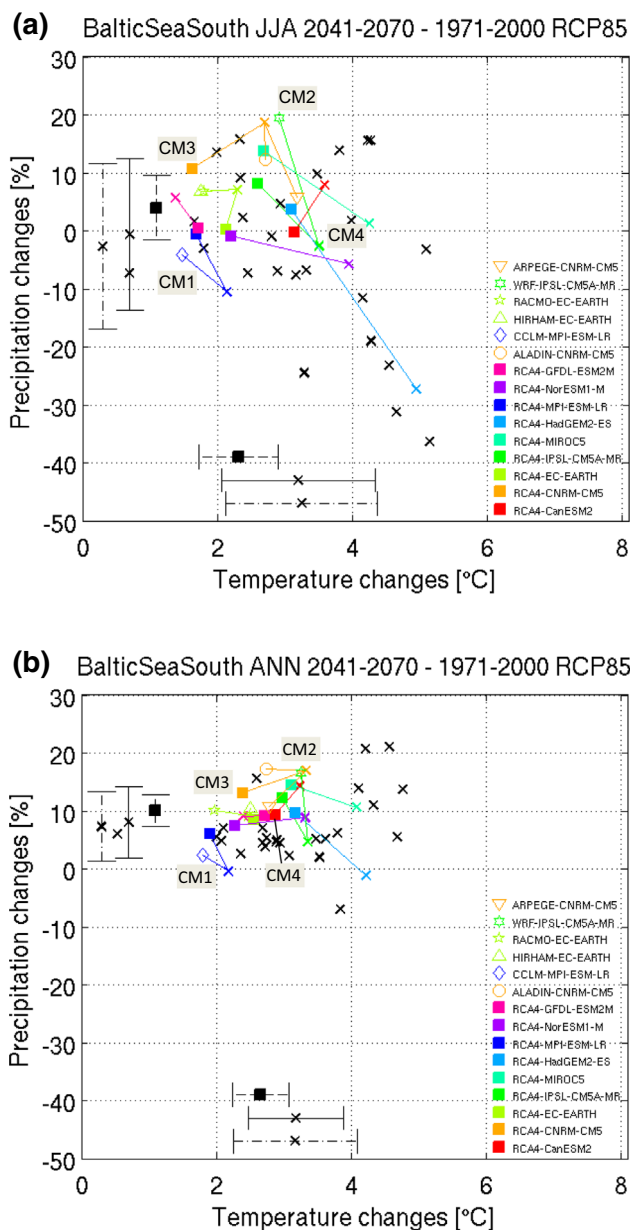 (a) BalticSeaSouth JJA 2041-2070 - 1971-2000 RCP85
30
20
10
0
-10
-20
-30
-40
-50
Precipitation changes [%]
CM2
CM3
CM4
CM1
ARPEGE-CNRM-CM5
WRF-IPSL-CM5A-MR
RACMO-EC-EARTH
HIRHAM-EC-EARTH
CCLM-MPI-ESM-LR
ALADIN-CNRM-CM5
RCA4-GFDL-ESM2M
RCA4-NorESM1-M
RCA4-MPI-ESM-LR
RCA4-HadGEM2-ES
RCA4-MIROC5
RCA4-IPSL-CM5A-MR
RCA4-EC-EARTH
RCA4-CNRM-CM5
RCA4-CanESM2
0 2 4 6 8
Temperature changes [°C]
(b) BalticSeaSouth ANN 2041-2070 - 1971-2000 RCP85
30
20
10
0
-10
-20
-30
-40
-50
Precipitation changes [%]
CM2
CM3
CM1
CM4
ARPEGE-CNRM-CM5
WRF-IPSL-CM5A-MR
RACMO-EC-EARTH
HIRHAM-EC-EARTH
CCLM-MPI-ESM-LR
ALADIN-CNRM-CM5
RCA4-GFDL-ESM2M
RCA4-NorESM1-M
RCA4-MPI-ESM-LR
RCA4-HadGEM2-ES
RCA4-MIROC5
RCA4-IPSL-CM5A-MR
RCA4-EC-EARTH
RCA4-CNRM-CM5
RCA4-CanESM2
0 2 4 6 8
Temperature changes [°C]